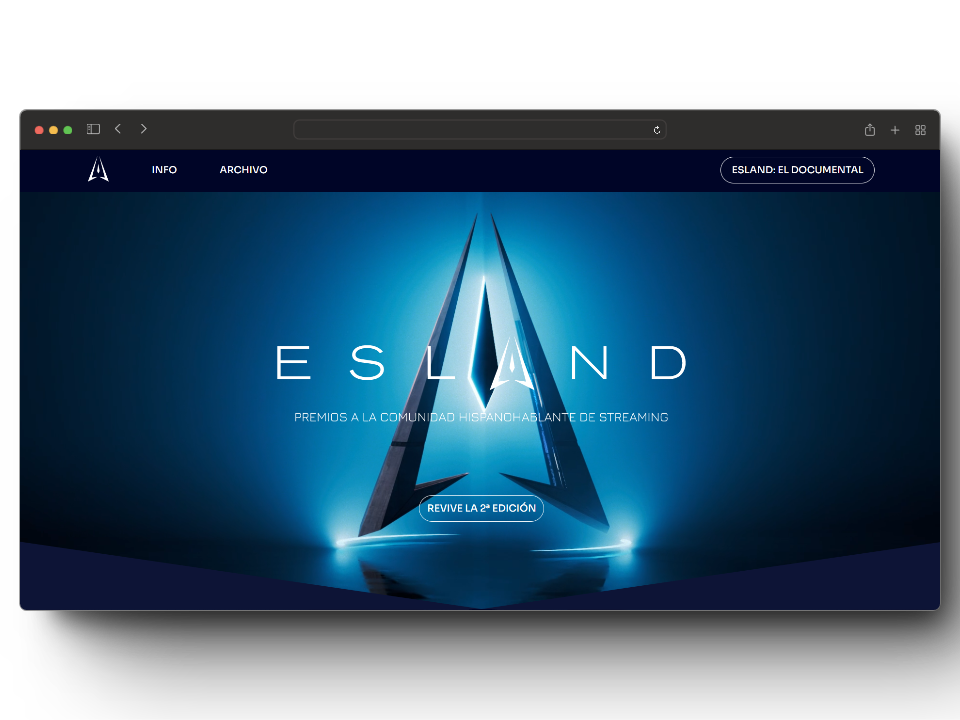 INFO
ARCHIVO
ESLAND: EL DOCUMENTAL
ESLAND
PREMIOS A LA COMUNIDAD HISPANOHABLANTE DE STREAMING
REVIVE LA 2ª EDICIÓN